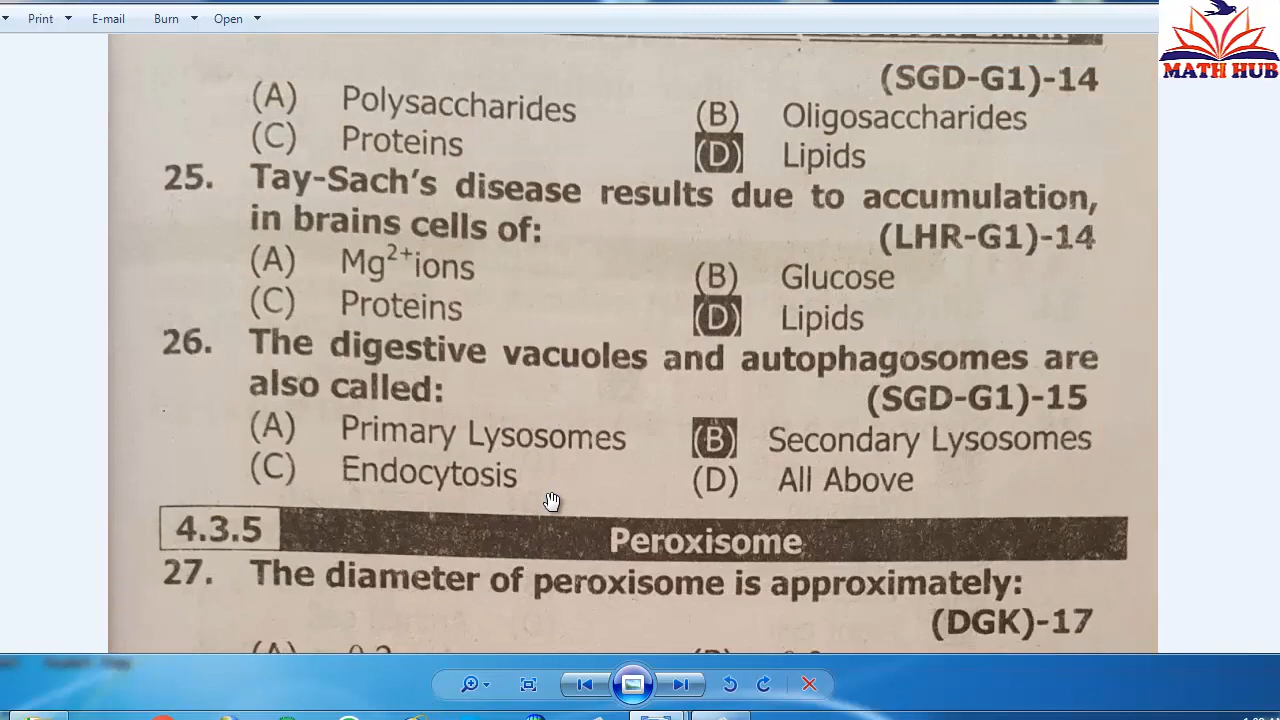 Print E-mail Burn Open
MATH HUB
(SGD-G1)-14
(A) Polysaccharides (B) Oligosaccharides
(C) Proteins (D) Lipids
25. Tay-Sach's disease results due to accumulation,
in brains cells of: (LHR-G1)-14
(A) Mg²⁺ions (B) Glucose
(C) Proteins (D) Lipids
26. The digestive vacuoles and autophagosomes are
also called: (SGD-G1)-15
(A) Primary Lysosomes (B) Secondary Lysosomes
(C) Endocytosis (D) All Above
4.3.5 Peroxisome
27. The diameter of peroxisome is approximately:
(DGK)-17